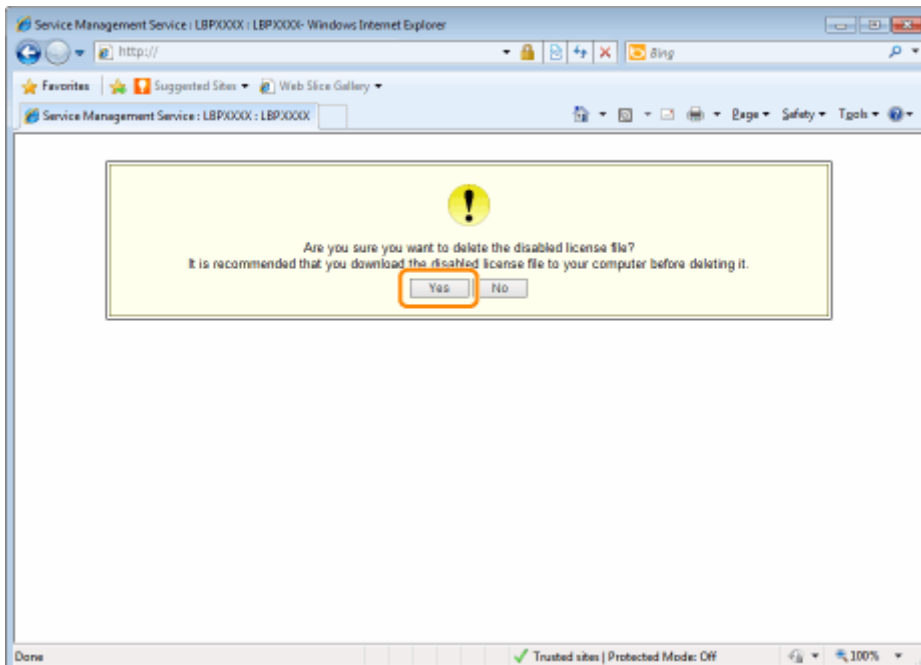 Service Management Service : LBPXXXX : LBPXXXX- Windows Internet Explorer
http://
Bing
Favorites
Suggested Sites
Web Slice Gallery
Service Management Service : LBPXXXX : LBPXXXX
Page
Safety
Tools
!
Are you sure you want to delete the disabled license file?
It is recommended that you download the disabled license file to your computer before deleting it.
Yes
No
Done
Trusted sites | Protected Mode: Off
100%